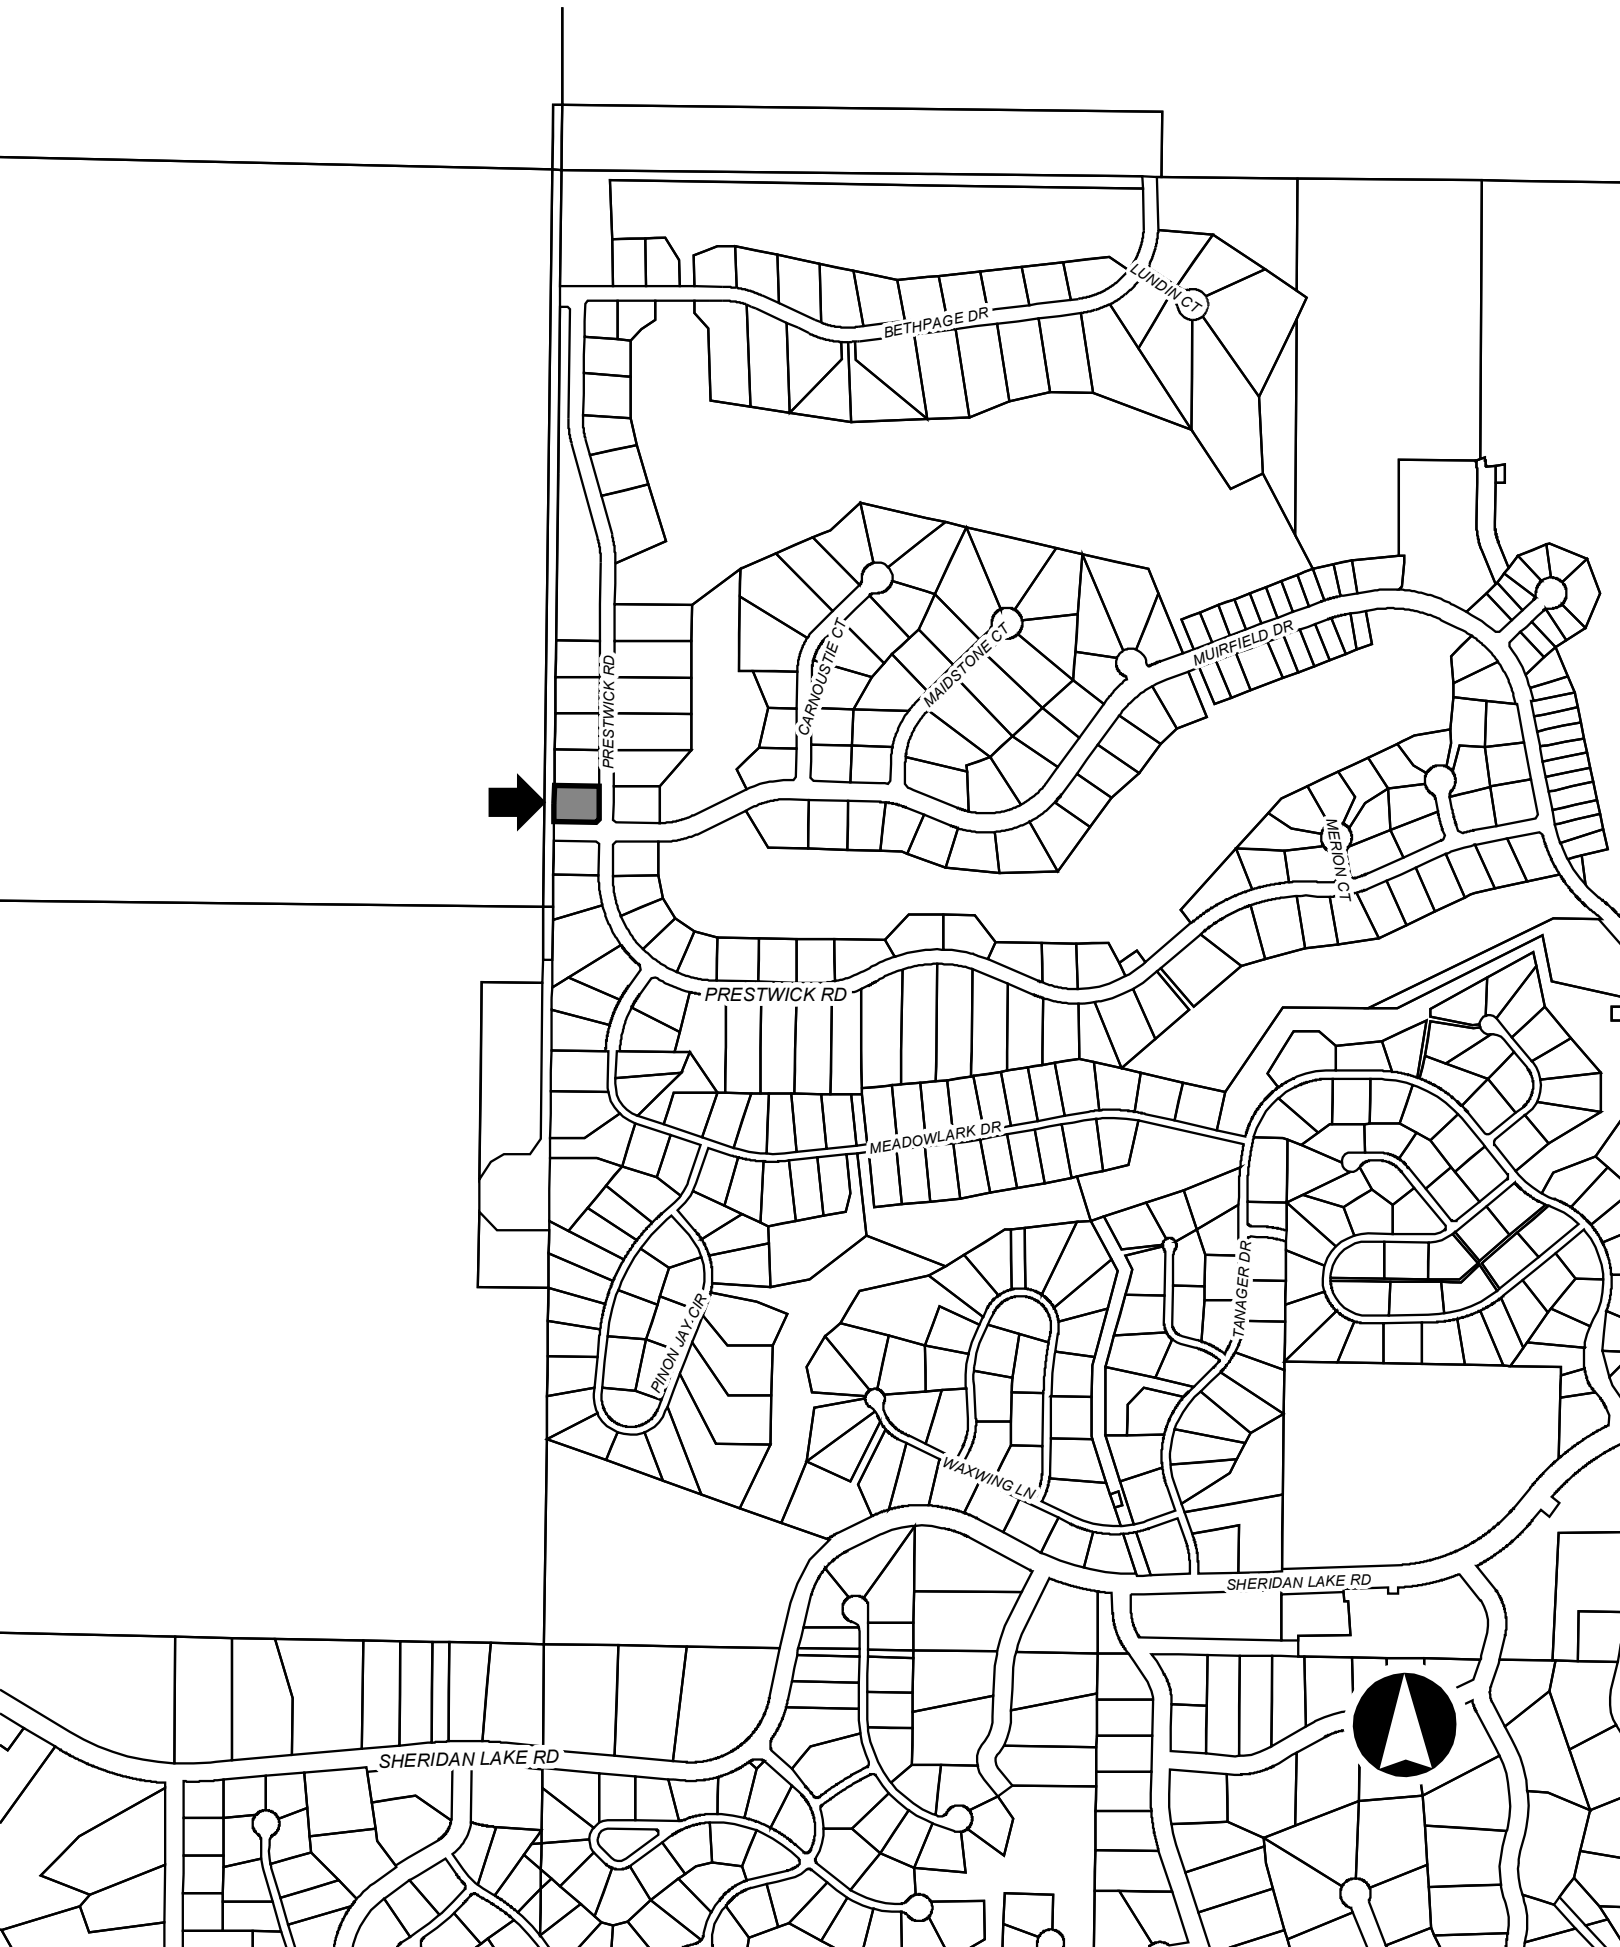 LUNDIN CT
BETHPAGE DR
CARNOUSTIE CT
MAIDSTONE CT
MUIRFIELD DR
PRESTWICK RD
MERION CT
PRESTWICK RD
MEADOWLARK DR
TANAGER DR
PINON JAY CIR
WAXWING LN
SHERIDAN LAKE RD
SHERIDAN LAKE RD